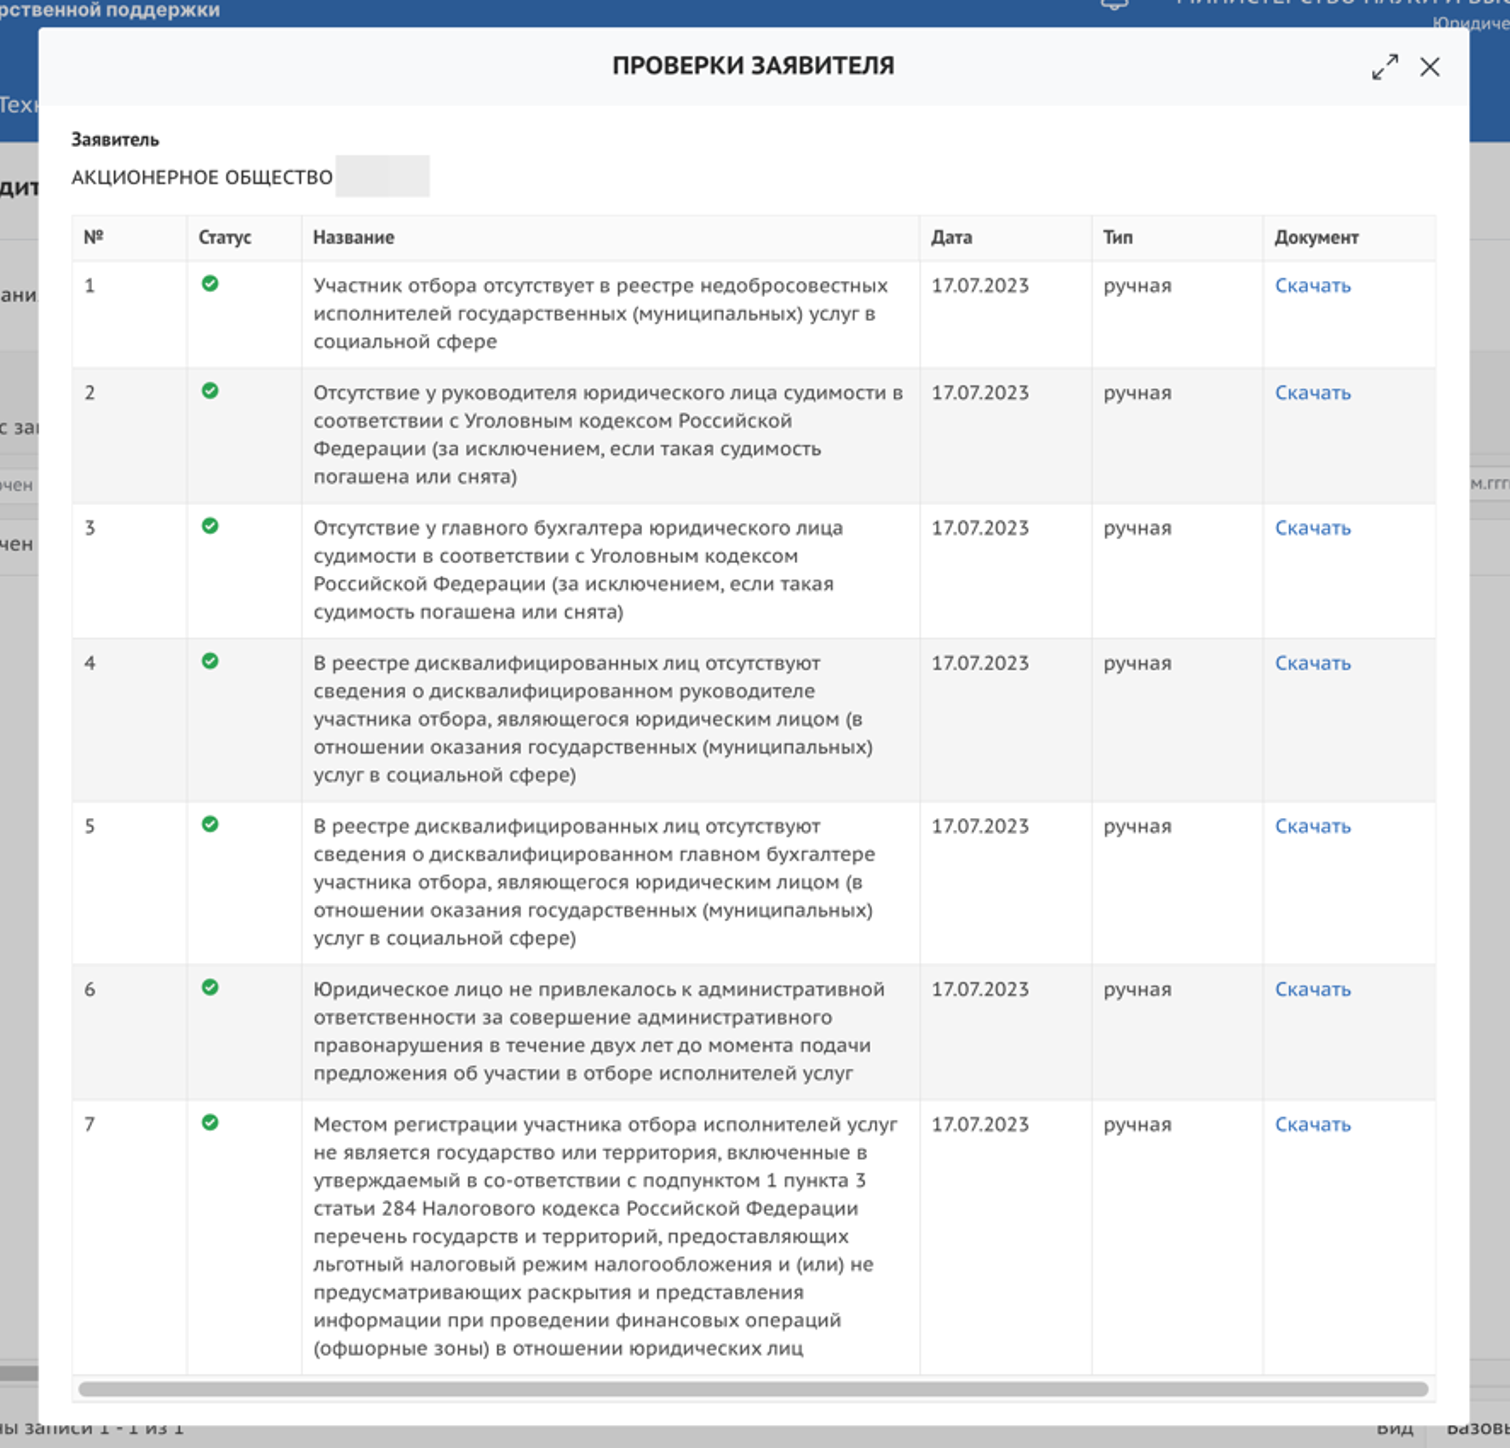 рственной поддержки
Юридиче
Техн
ПРОВЕРКИ ЗАЯВИТЕЛЯ
Заявитель
АКЦИОНЕРНОЕ ОБЩЕСТВО
№ Статус Название Дата Тип Документ
1 Участник отбора отсутствует в реестре недобросовестных 17.07.2023 ручная Скачать
исполнителей государственных (муниципальных) услуг в
социальной сфере
2 Отсутствие у руководителя юридического лица судимости в 17.07.2023 ручная Скачать
соответствии с Уголовным кодексом Российской
Федерации (за исключением, если такая судимость
погашена или снята)
3 Отсутствие у главного бухгалтера юридического лица 17.07.2023 ручная Скачать
судимости в соответствии с Уголовным кодексом
Российской Федерации (за исключением, если такая
судимость погашена или снята)
4 В реестре дисквалифицированных лиц отсутствуют 17.07.2023 ручная Скачать
сведения о дисквалифицированном руководителе
участника отбора, являющегося юридическим лицом (в
отношении оказания государственных (муниципальных)
услуг в социальной сфере)
5 В реестре дисквалифицированных лиц отсутствуют 17.07.2023 ручная Скачать
сведения о дисквалифицированном главном бухгалтере
участника отбора, являющегося юридическим лицом (в
отношении оказания государственных (муниципальных)
услуг в социальной сфере)
6 Юридическое лицо не привлекалось к административной 17.07.2023 ручная Скачать
ответственности за совершение административного
правонарушения в течение двух лет до момента подачи
предложения об участии в отборе исполнителей услуг
7 Местом регистрации участника отбора исполнителей услуг 17.07.2023 ручная Скачать
не является государство или территория, включенные в
утверждаемый в со-ответствии с подпунктом 1 пункта 3
статьи 284 Налогового кодекса Российской Федерации
перечень государств и территорий, предоставляющих
льготный налоговый режим налогообложения и (или) не
предусматривающих раскрытия и представления
информации при проведении финансовых операций
(офшорные зоны) в отношении юридических лиц
ны записи 1 - 1 из 1 Вид Базовы